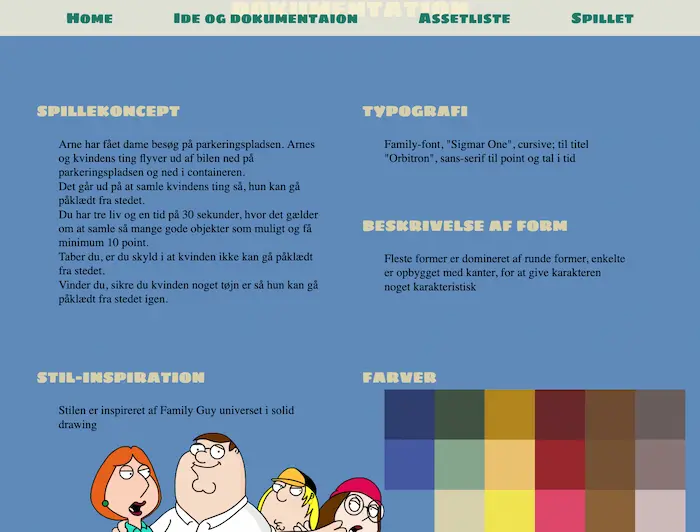 DOKUMENTATION
Home Ide og dokumentaion Assetliste Spillet
SPILLEKONCEPT
Arne har fået dame besøg på parkeringspladsen. Arnes
og kvindens ting flyver ud af bilen ned på
parkeringspladsen og ned i containeren.
Det går ud på at samle kvindens ting så, hun kan gå
påklædt fra stedet.
Du har tre liv og en tid på 30 sekunder, hvor det gælder
om at samle så mange gode objekter som muligt og få
minimum 10 point.
Taber du, er du skyld i at kvinden ikke kan gå påklædt
fra stedet.
Vinder du, sikre du kvinden noget tøjn er så hun kan gå
påklædt fra stedet igen.
TYPOGRAFI
Family-font, "Sigmar One", cursive; til titel
"Orbitron", sans-serif til point og tal i tid
BESKRIVELSE AF FORM
Fleste former er domineret af runde former, enkelte
er opbygget med kanter, for at give karakteren
noget karakteristisk
STIL-INSPIRATION
Stilen er inspireret af Family Guy universet i solid
drawing
FARVER